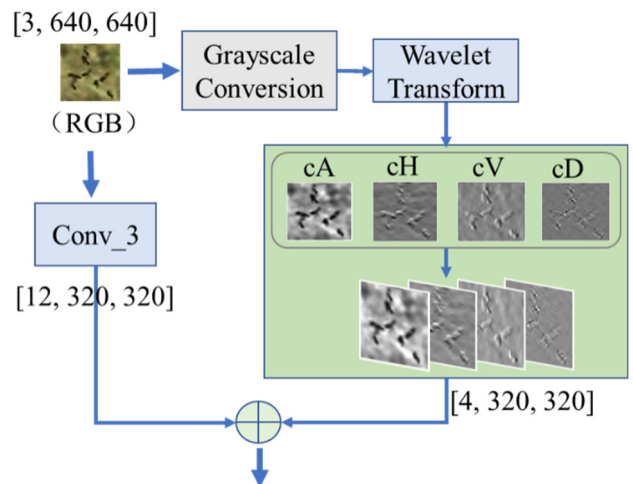 [3, 640, 640]
(RGB)
Grayscale
Conversion
Wavelet
Transform
cA cH cV cD
Conv_3
[12, 320, 320]
[4, 320, 320]